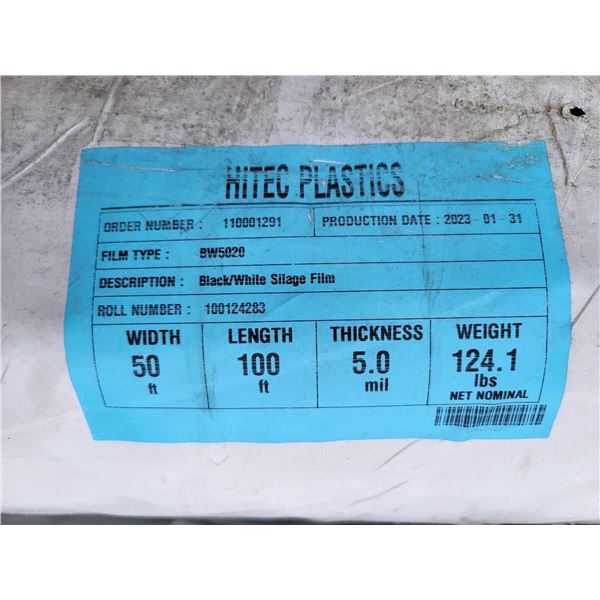 HITEC PLASTICS
ORDER NUMBER : 110001291 PRODUCTION DATE : 2023-01-31
FILM TYPE : BW5020
DESCRIPTION : Black/White Silage Film
ROLL NUMBER : 100124283
WIDTH LENGTH THICKNESS WEIGHT
50 100 5.0 124.1
ft ft mil lbs
NET NOMINAL